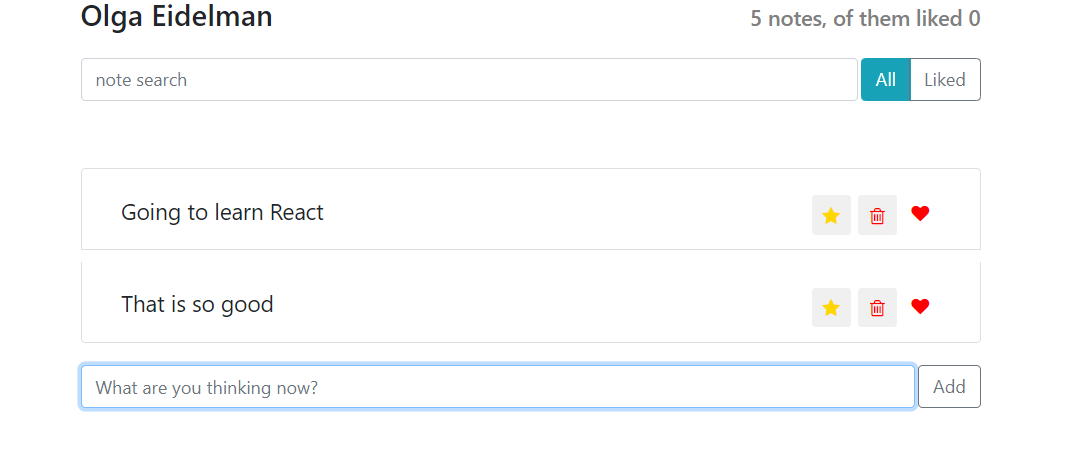 Olga Eidelman
5 notes, of them liked 0
note search
All
Liked
Going to learn React
That is so good
What are you thinking now?
Add